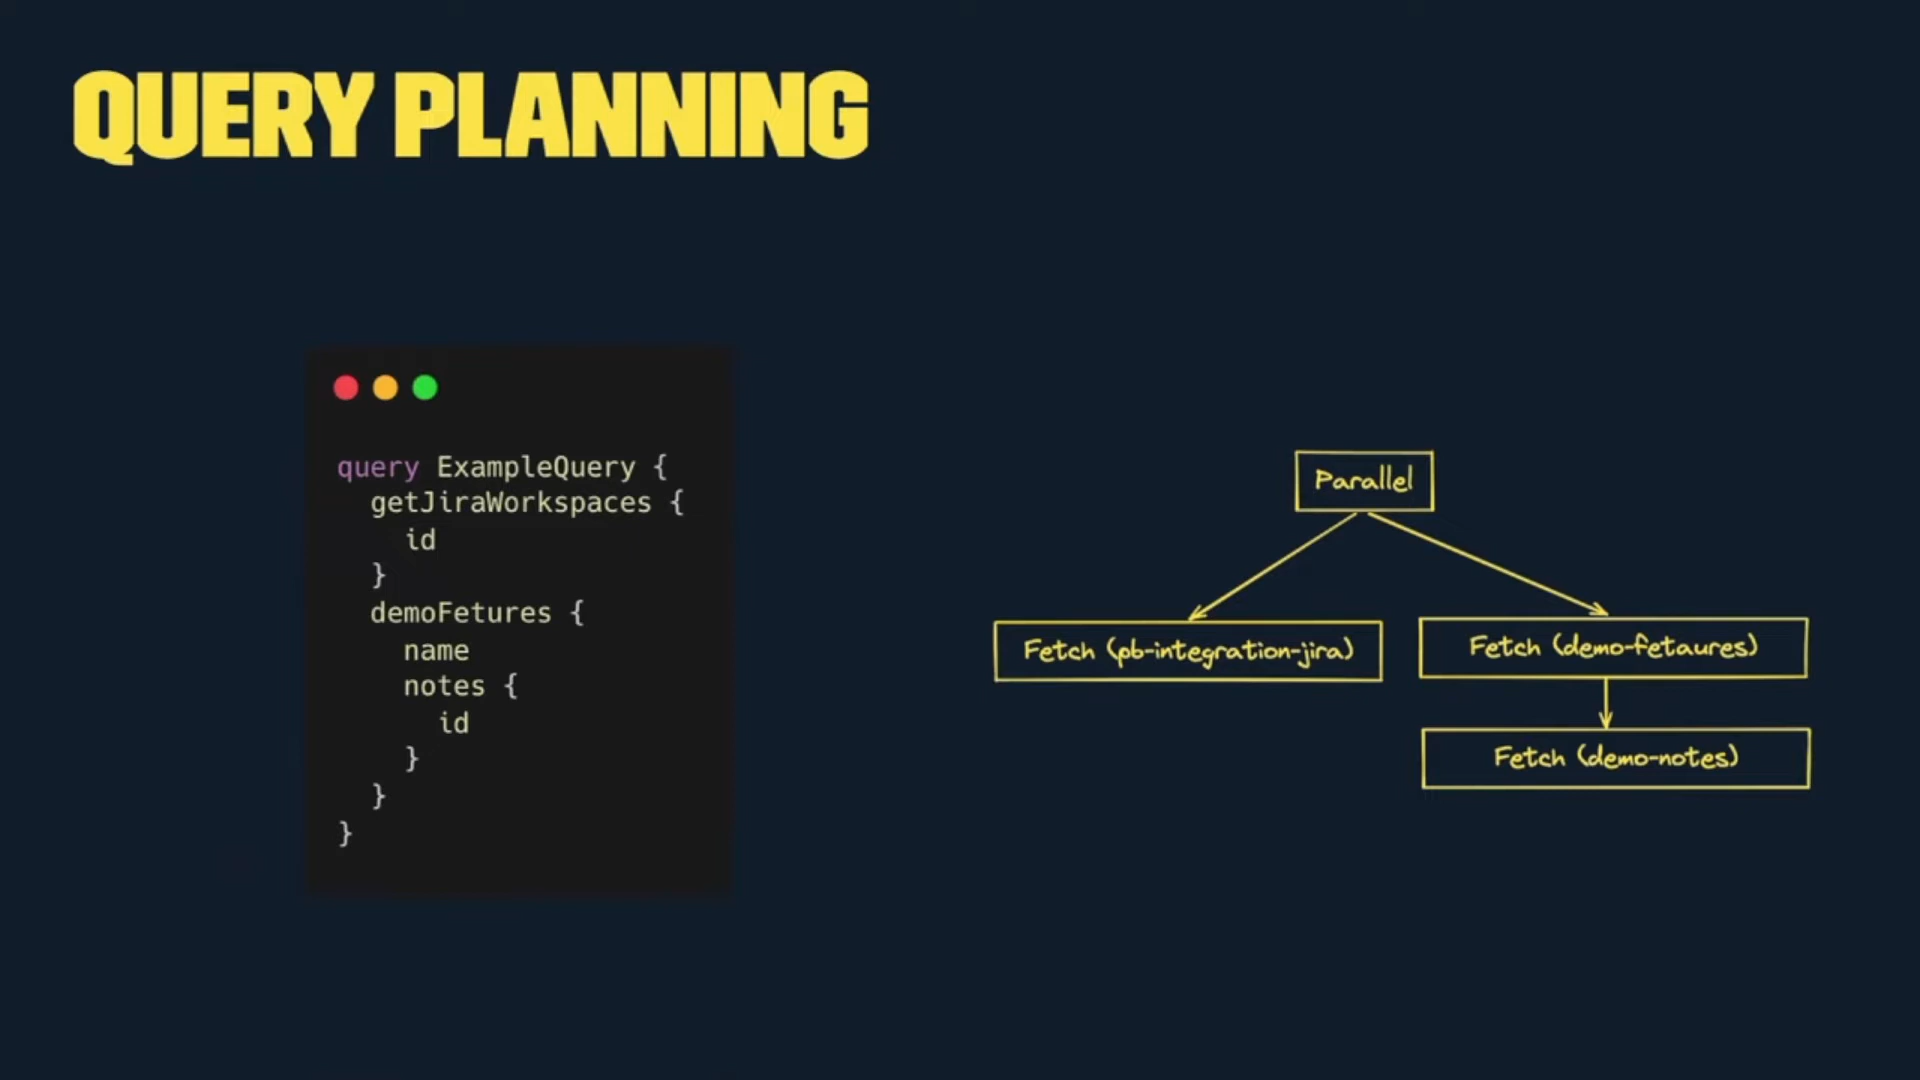 QUERY PLANNING
query ExampleQuery {
getJiraWorkspaces {
id
}
demoFetures {
name
notes {
id
}
}
}
Parallel
Fetch (pb-integration-jira)
Fetch (demo-fetaures)
Fetch (demo-notes)